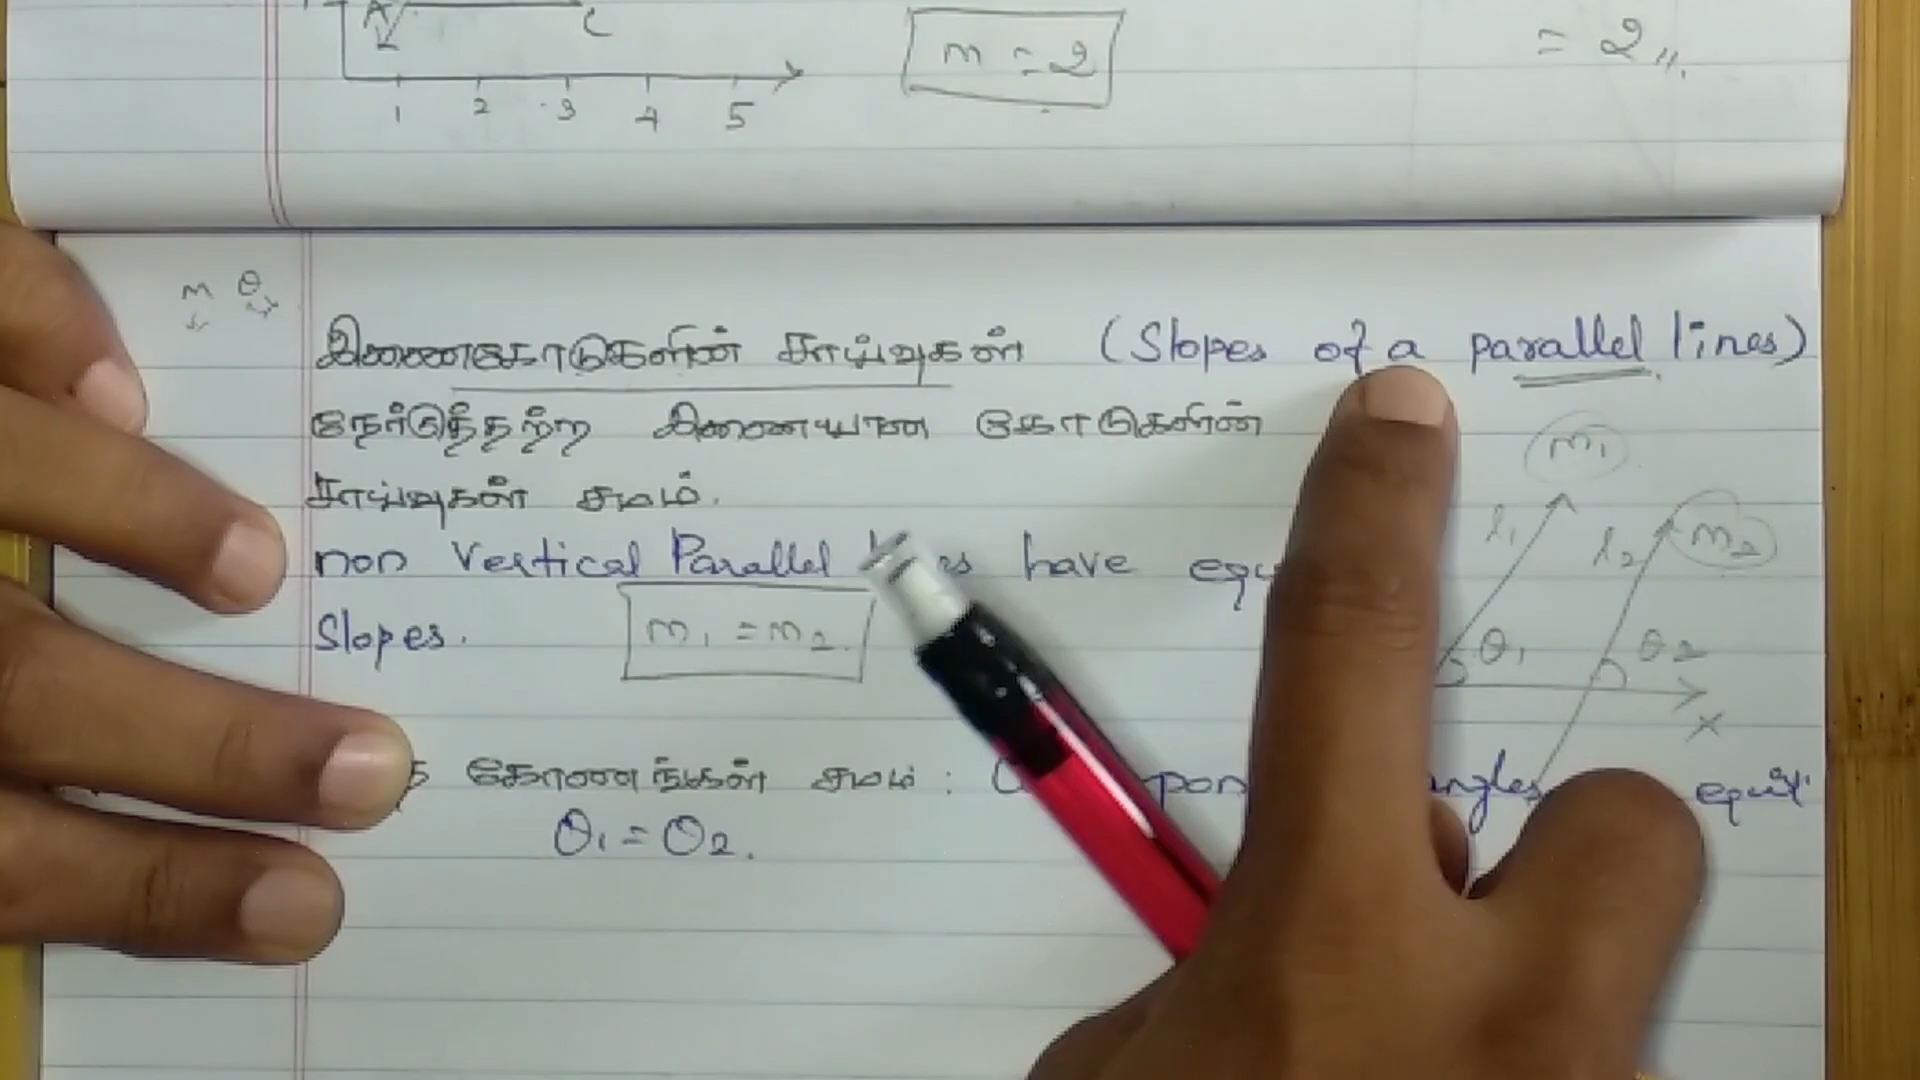 A
C
m = 2
= 2
1 2 3 4 5
m θ
இணைகோடுகளின் சாய்வுகள் (Slopes of a parallel lines)
நேர்குத்தற்ற இணையான கோடுகளின்
சாய்வுகள் சமம்.
m₁
l₁ l₂ m₂
non Vertical Parallel have
Slopes. m₁ = m₂.
θ₁ θ₂
x
கோணங்கள் சமம் :
θ₁ = θ₂.